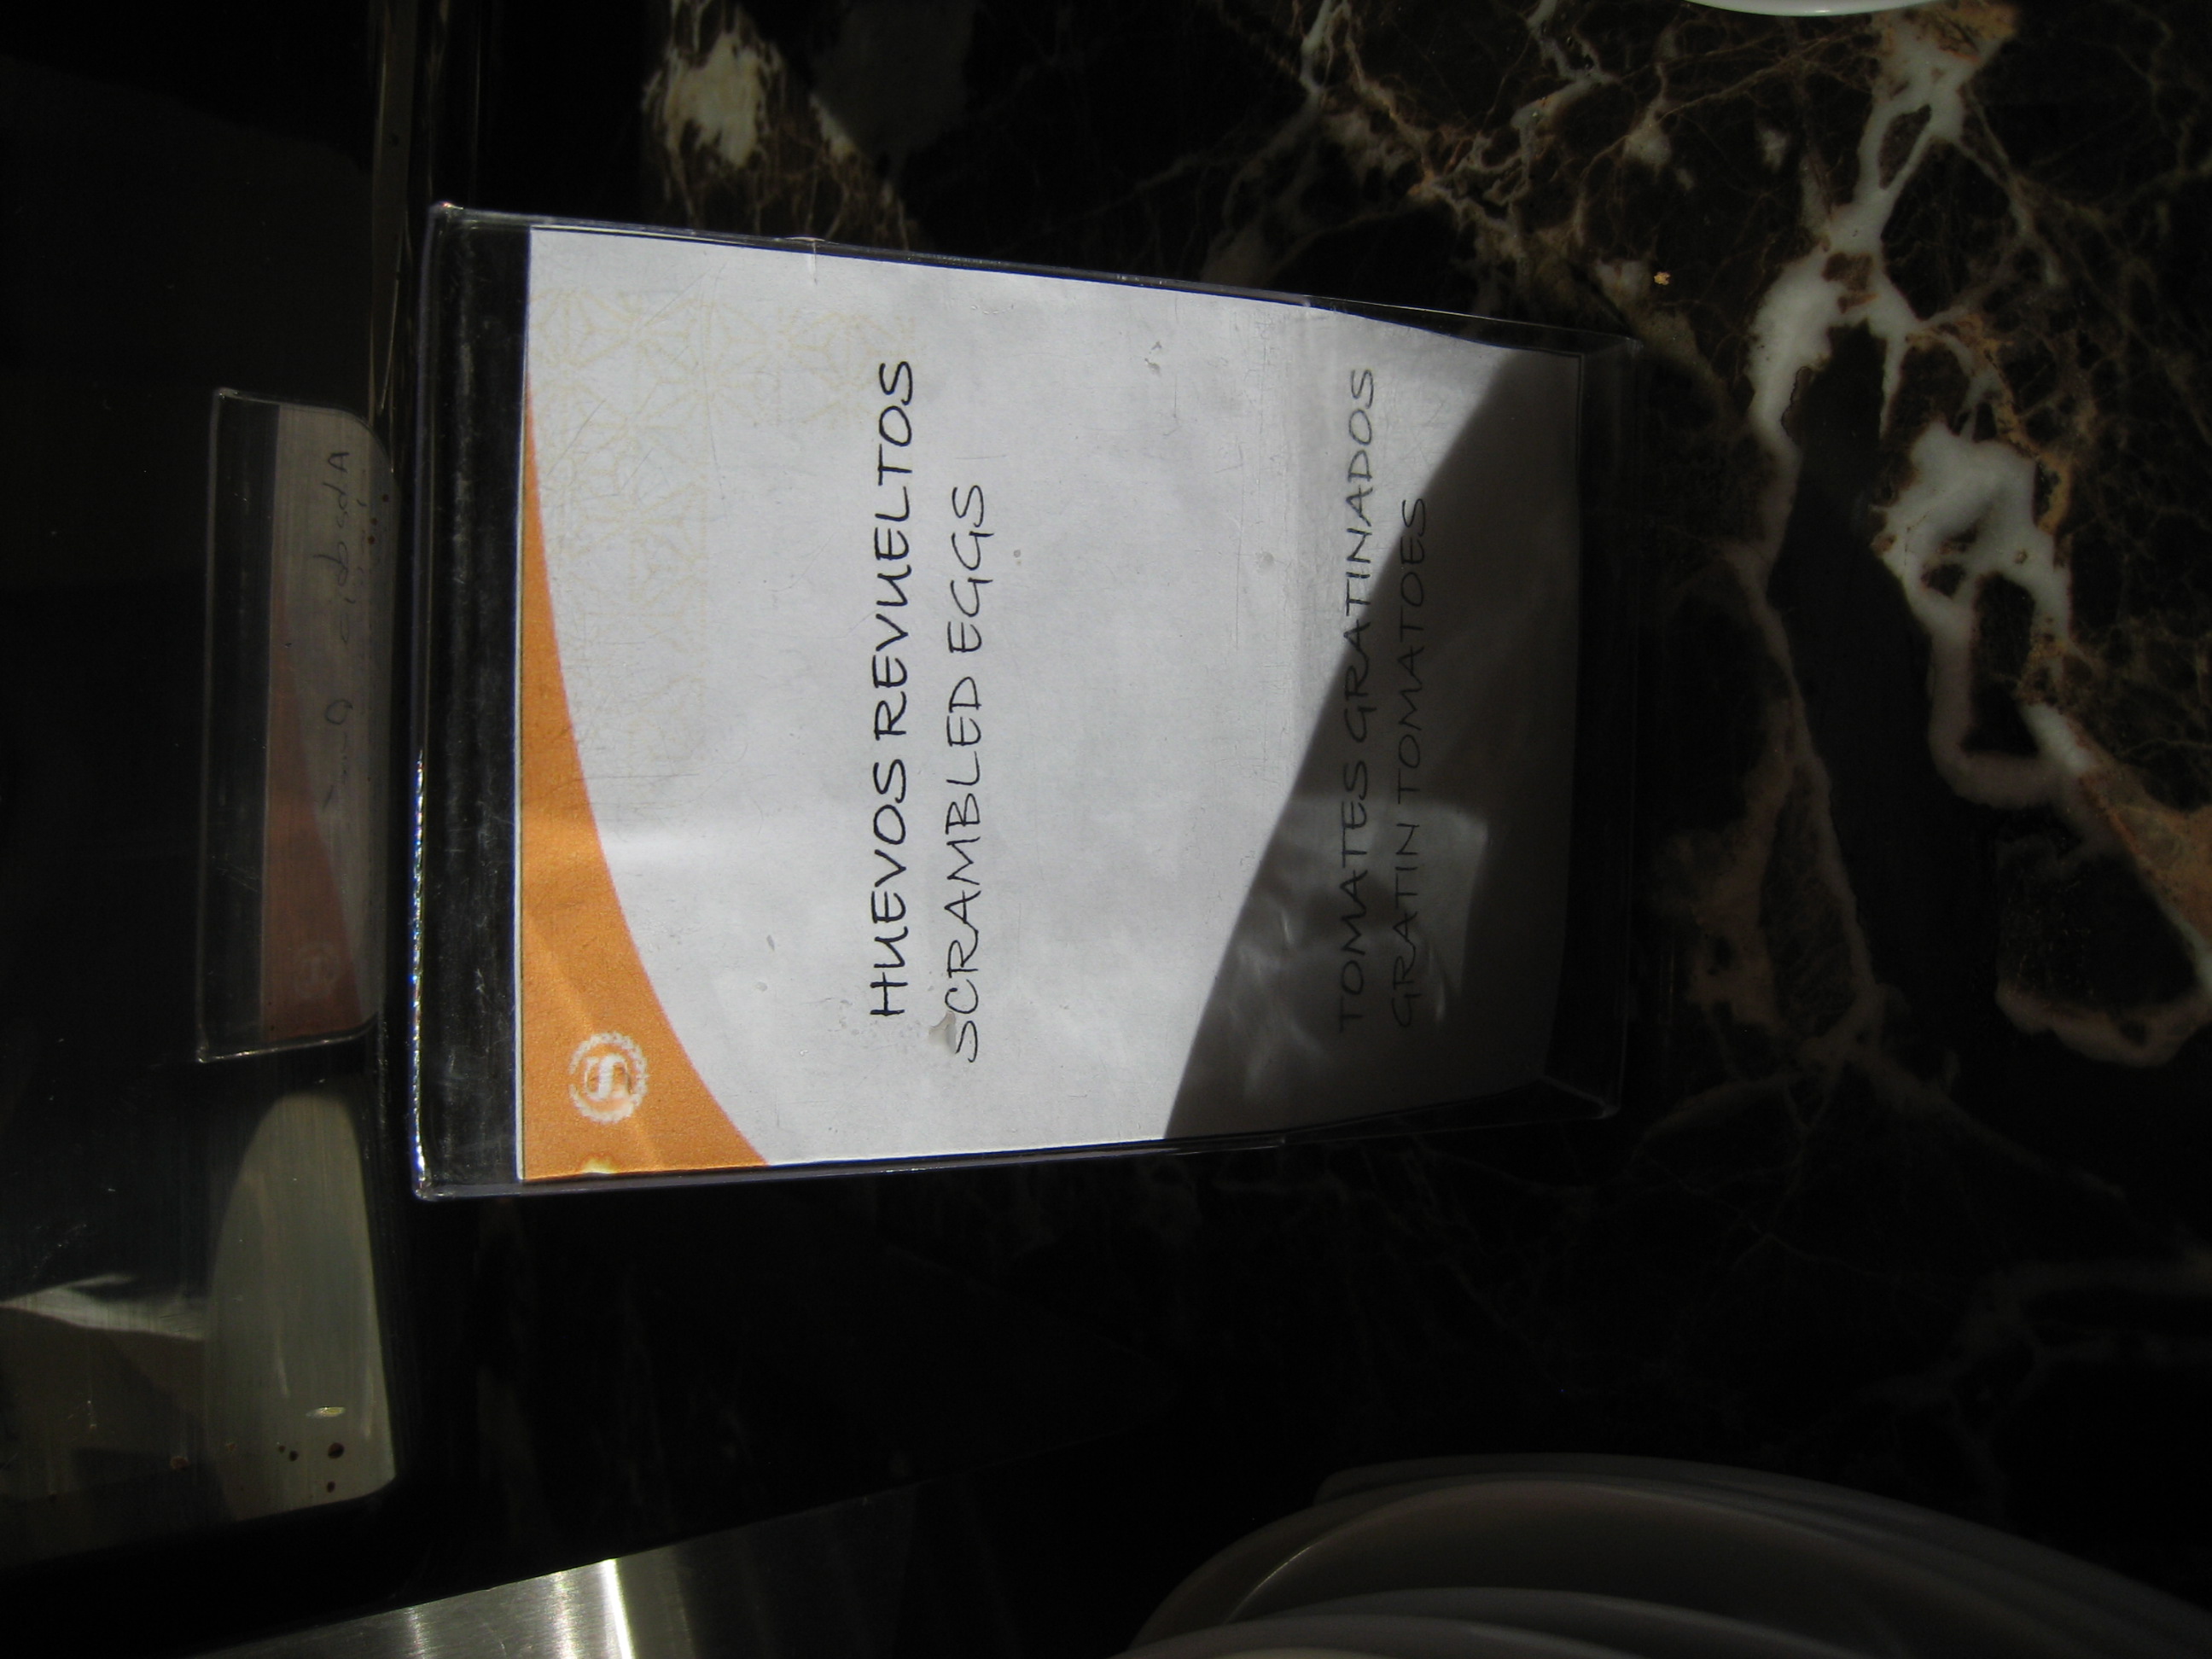 HUEVOS REVUELTOS
SCRAMBLED EGGS
TOMATES GRATINADOS
GRATIN TOMATOES
S